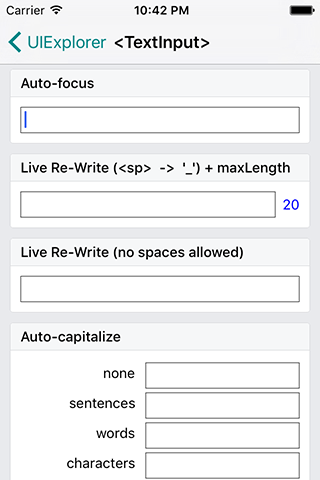 Carrier 10:42 PM
UIExplorer <TextInput>
Auto-focus
Live Re-Write (<sp> -> '_') + maxLength
20
Live Re-Write (no spaces allowed)
Auto-capitalize
none
sentences
words
characters